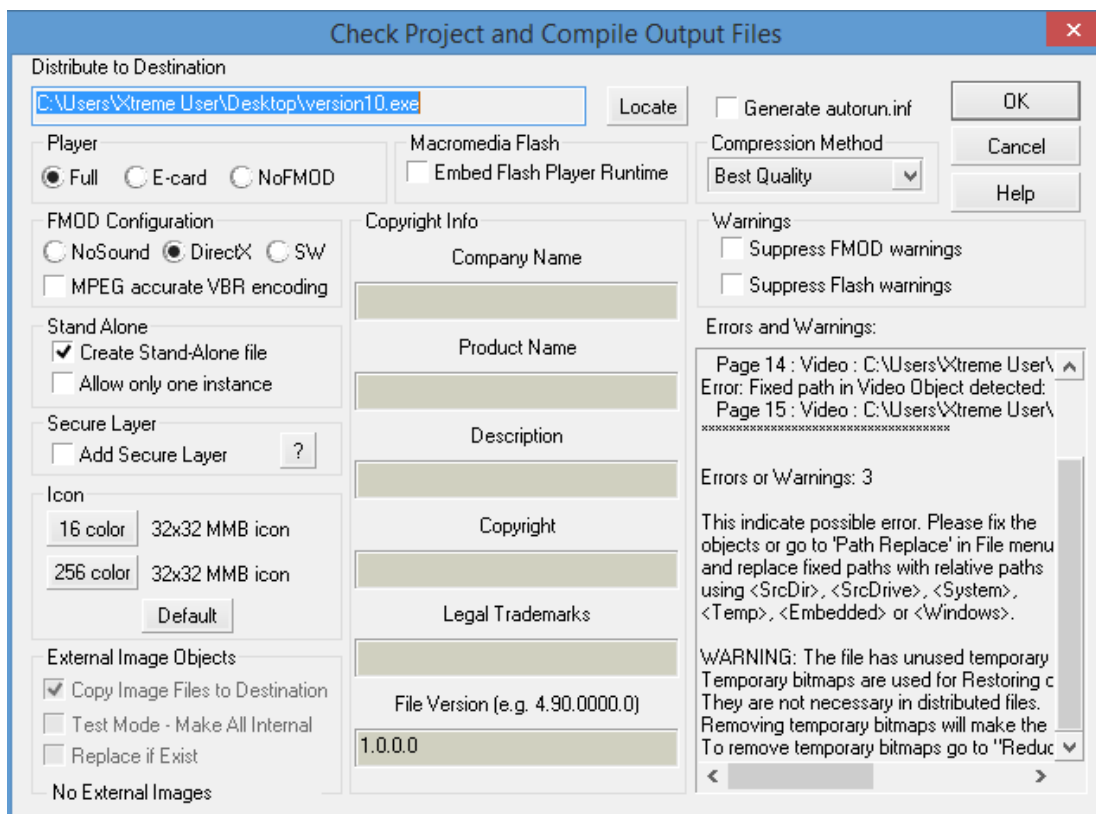 Check Project and Compile Output Files
Distribute to Destination
C:\Users\Xtreme User\Desktop\version10.exe
Locate
Generate autorun.inf
OK
Player
Full
E-card
NoFMOD
Macromedia Flash
Embed Flash Player Runtime
Compression Method
Best Quality
Cancel
Help
FMOD Configuration
NoSound
DirectX
SW
MPEG accurate VBR encoding
Stand Alone
Create Stand-Alone file
Allow only one instance
Secure Layer
Add Secure Layer
?
Icon
16 color
32x32 MMB icon
256 color
32x32 MMB icon
Default
External Image Objects
Copy Image Files to Destination
Test Mode - Make All Internal
Replace if Exist
No External Images
Copyright Info
Company Name
Product Name
Description
Copyright
Legal Trademarks
File Version (e.g. 4.90.0000.0)
1.0.0.0
Warnings
Suppress FMOD warnings
Suppress Flash warnings
Errors and Warnings:
Page 14 : Video : C:\Users\Xtreme User\
Error: Fixed path in Video Object detected:
Page 15 : Video : C:\Users\Xtreme User\
***********************************
Errors or Warnings: 3
This indicate possible error. Please fix the
objects or go to 'Path Replace' in File menu
and replace fixed paths with relative paths
using <SrcDir>, <SrcDrive>, <System>,
<Temp>, <Embedded> or <Windows>.
WARNING: The file has unused temporary
Temporary bitmaps are used for Restoring c
They are not necessary in distributed files.
Removing temporary bitmaps will make the
To remove temporary bitmaps go to "Reduc